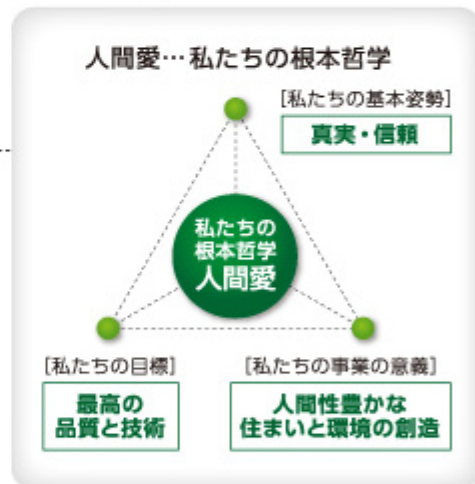 人間愛…私たちの根本哲学
[私たちの基本姿勢]
真実・信頼
私たちの
根本哲学
人間愛
[私たちの目標]
最高の
品質と技術
[私たちの事業の意義]
人間性豊かな
住まいと環境の創造